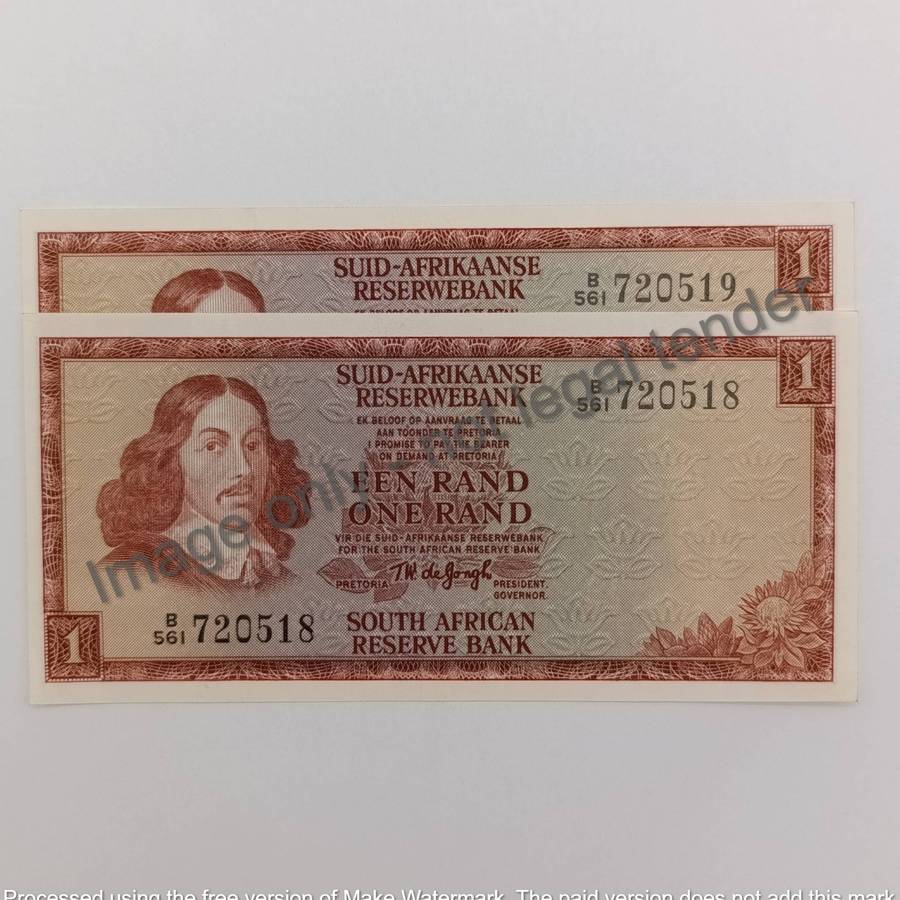 1
SUID-AFRIKAANSE
RESERWEBANK
B
561 720519
1
SUID-AFRIKAANSE
RESERWEBANK
B
561 720518
EK BELOOF OP AANVRAAG TE BETAAL
AAN TOONDER TE PRETORIA
I PROMISE TO PAY THE BEARER
ON DEMAND AT PRETORIA
EEN RAND
ONE RAND
VIR DIE SUID-AFRIKAANSE RESERWEBANK
FOR THE SOUTH AFRICAN RESERVE BANK
PRETORIA T.W. de Jongh PRESIDENT.
GOVERNOR.
B
561 720518
SOUTH AFRICAN
RESERVE BANK
1
Image only legal tender
Processed using the free version of Make Watermark. The paid version does not add this mark.